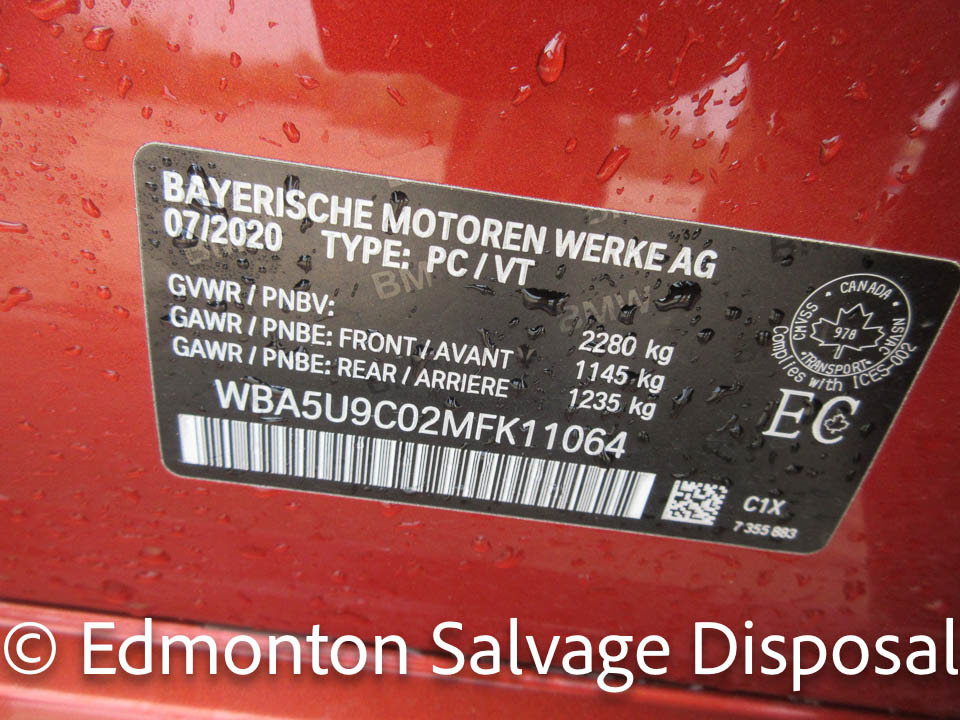 BAYERISCHE MOTOREN WERKE AG
07/2020 TYPE: PC / VT
GVWR / PNBV: 2280 kg
GAWR / PNBE: FRONT / AVANT 1145 kg
GAWR / PNBE: REAR / ARRIERE 1235 kg
WBA5U9C02MFK11064
CANADA
CMVSS NSVAC
978
TRANSPORT
Complies with ICES-002
EC
C1X
7 355 883
BMW
BMW
© Edmonton Salvage Disposal